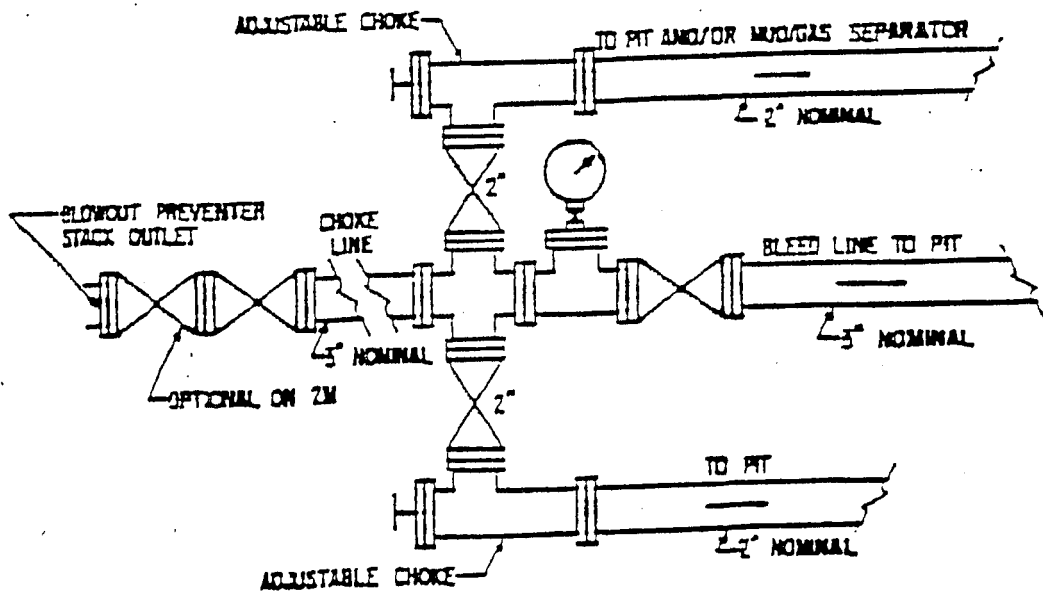 ADJUSTABLE CHOKE
TO PIT AND/OR MUD/GAS SEPARATOR
2" NOMINAL
2"
BLOWOUT PREVENTER
STACK OUTLET
CHOKE
LINE
BLEED LINE TO PIT
3" NOMINAL
3" NOMINAL
OPTIONAL ON 2M
2"
TO PIT
2" NOMINAL
ADJUSTABLE CHOKE